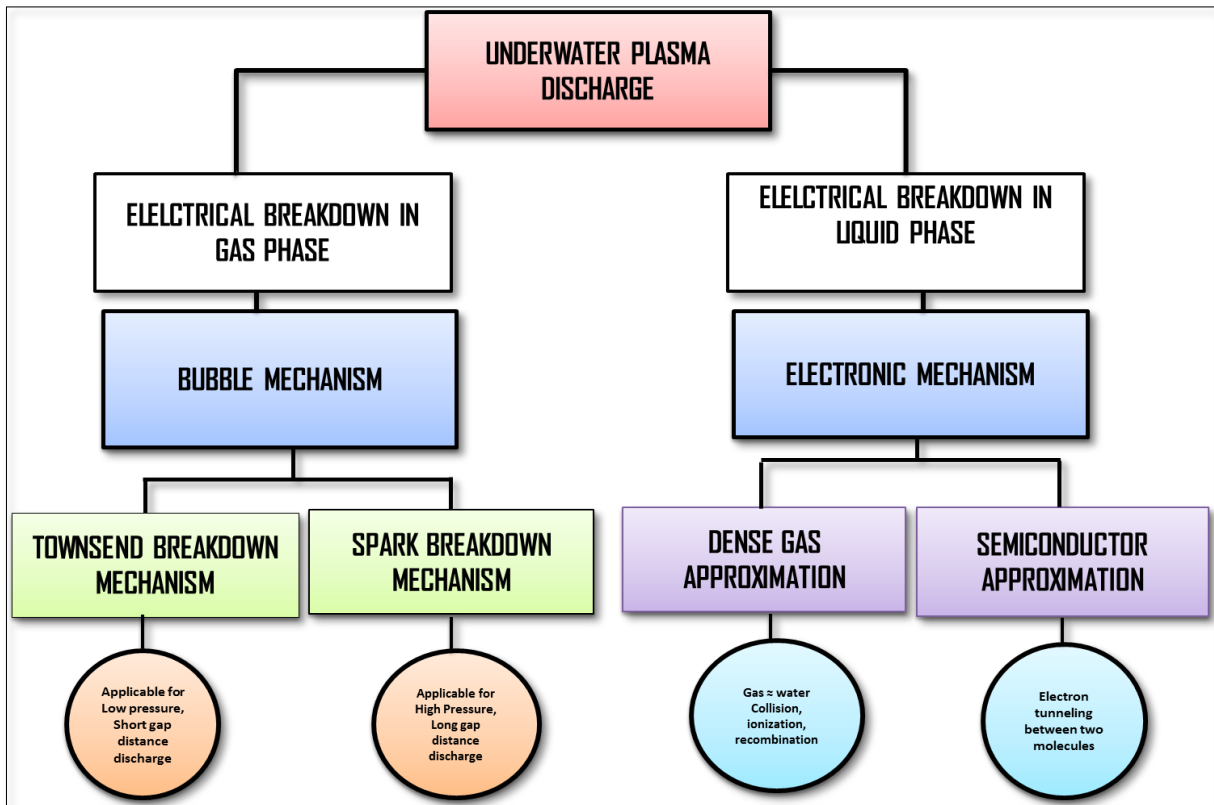 UNDERWATER PLASMA
DISCHARGE
ELELCTRICAL BREAKDOWN IN
GAS PHASE
ELELCTRICAL BREAKDOWN IN
LIQUID PHASE
BUBBLE MECHANISM
ELECTRONIC MECHANISM
TOWNSEND BREAKDOWN
MECHANISM
SPARK BREAKDOWN
MECHANISM
DENSE GAS
APPROXIMATION
SEMICONDUCTOR
APPROXIMATION
Applicable for
Low pressure,
Short gap
distance
discharge
Applicable for
High Pressure,
Long gap
distance
discharge
Gas ≈ water
Collision,
ionization,
recombination
Electron
tunneling
between two
molecules